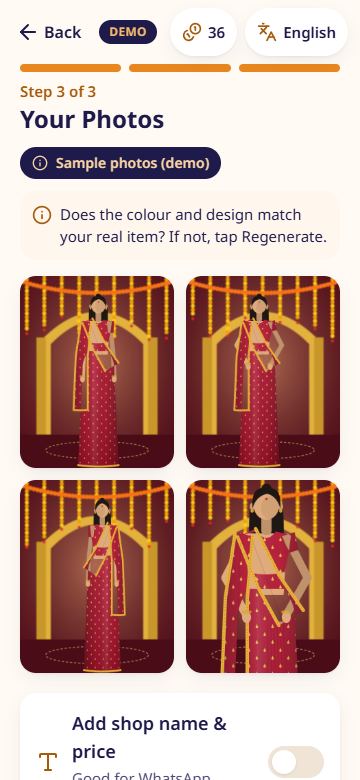 Back
DEMO
36
English
Step 3 of 3
Your Photos
Sample photos (demo)
Does the colour and design match
your real item? If not, tap Regenerate.
Add shop name &
price
Good for WhatsApp